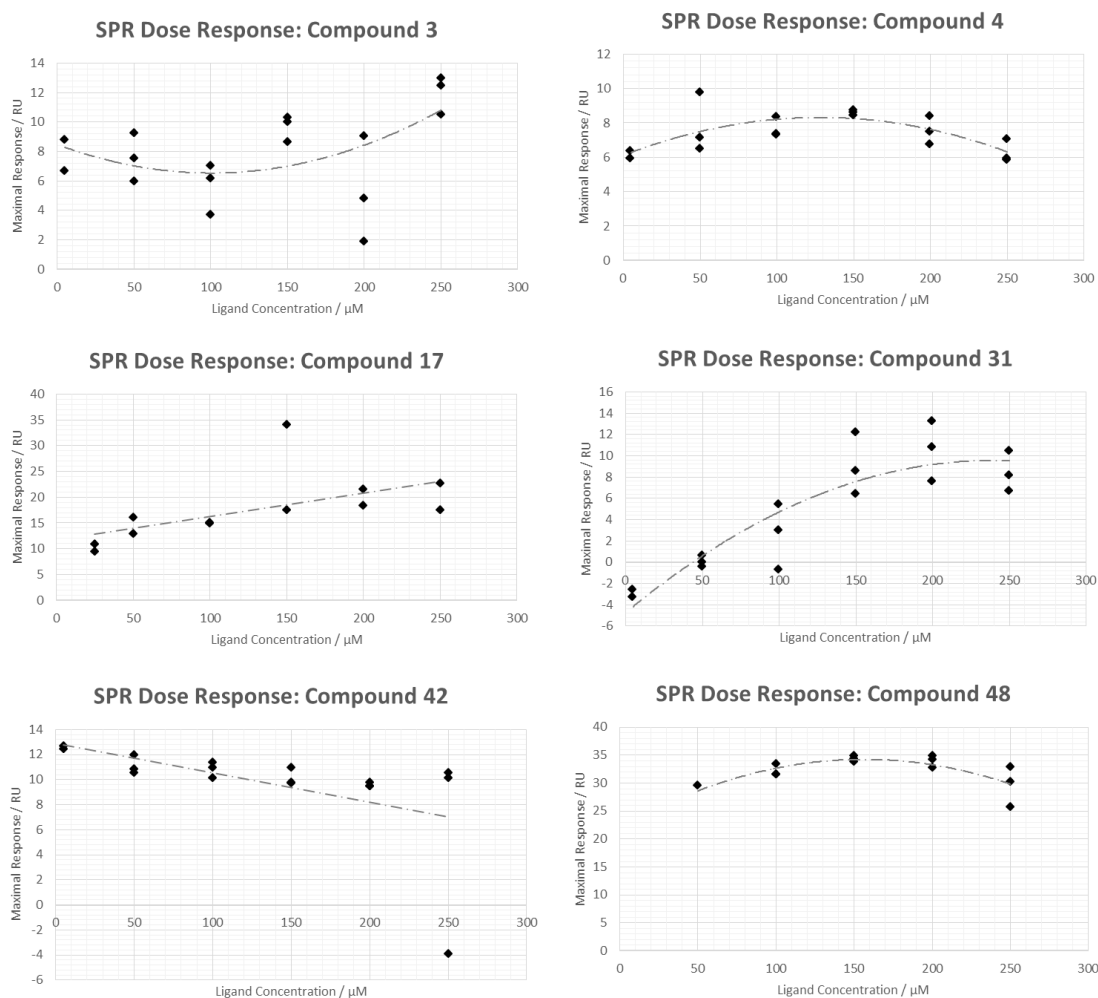 SPR Dose Response: Compound 3
14
12
10
8
6
4
2
0
0 50 100 150 200 250 300
Maximal Response / RU
Ligand Concentration / µM
SPR Dose Response: Compound 4
12
10
8
6
4
2
0
0 50 100 150 200 250 300
Maximal Response / RU
Ligand Concentration / µM
SPR Dose Response: Compound 17
40
35
30
25
20
15
10
5
0
0 50 100 150 200 250 300
Maximal Response / RU
Ligand Concentration / µM
SPR Dose Response: Compound 31
16
14
12
10
8
6
4
2
0
-2
-4
-6
0 50 100 150 200 250 300
Maximal Response / RU
Ligand Concentration / µM
SPR Dose Response: Compound 42
14
12
10
8
6
4
2
0
-2
-4
-6
0 50 100 150 200 250 300
Maximal Response / RU
Ligand Concentration / µM
SPR Dose Response: Compound 48
40
35
30
25
20
15
10
5
0
0 50 100 150 200 250 300
Maximal Response / RU
Ligand Concentration / µM